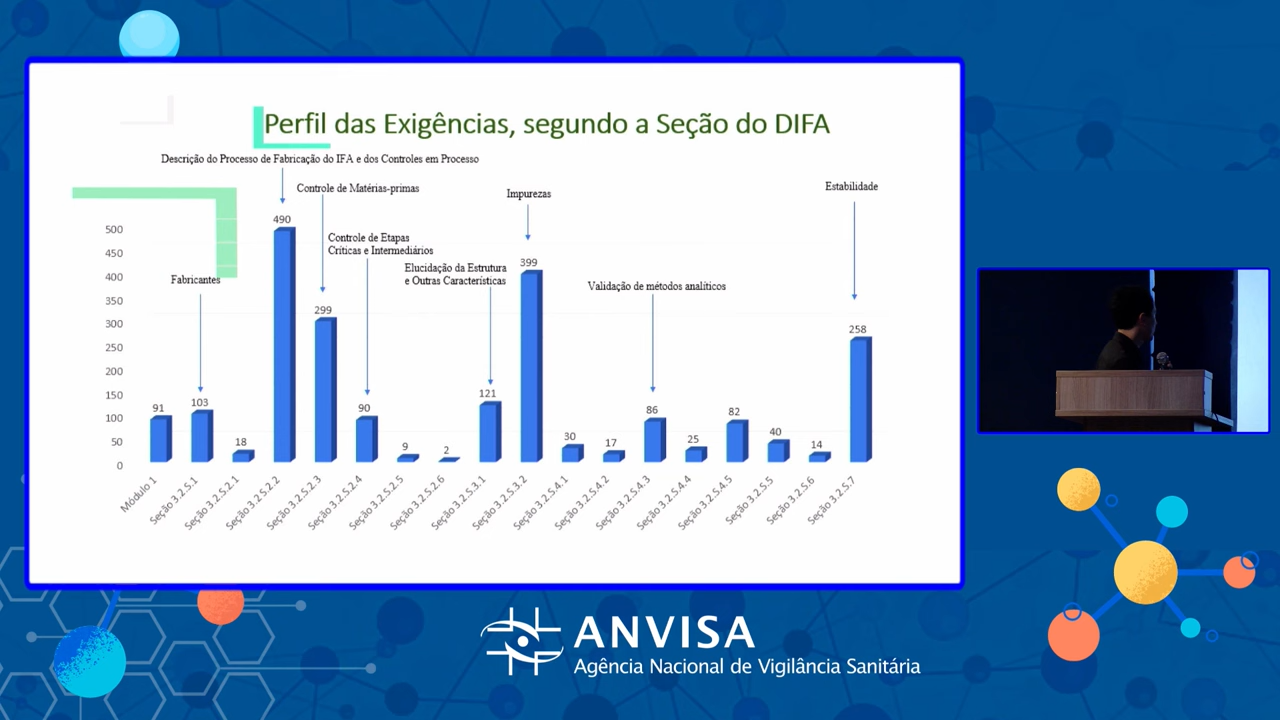 Perfil das Exigências, segundo a Seção do DIFA
Descrição do Processo de Fabricação do IFA e dos Controles em Processo
Controle de Matérias-primas
Impurezas
Estabilidade
Controle de Etapas
Críticas e Intermediários
Elucidação da Estrutura
e Outras Características
Fabricantes
Validação de métodos analíticos
500
450
400
350
300
250
200
150
100
50
0
91
103
18
490
299
90
9
2
121
399
30
17
86
25
82
40
14
258
Módulo 1
Seção 3.2.S.1
Seção 3.2.S.2.1
Seção 3.2.S.2.2
Seção 3.2.S.2.3
Seção 3.2.S.2.4
Seção 3.2.S.2.5
Seção 3.2.S.2.6
Seção 3.2.S.3.1
Seção 3.2.S.3.2
Seção 3.2.S.4.1
Seção 3.2.S.4.2
Seção 3.2.S.4.3
Seção 3.2.S.4.4
Seção 3.2.S.4.5
Seção 3.2.S.5
Seção 3.2.S.6
Seção 3.2.S.7
ANVISA
Agência Nacional de Vigilância Sanitária